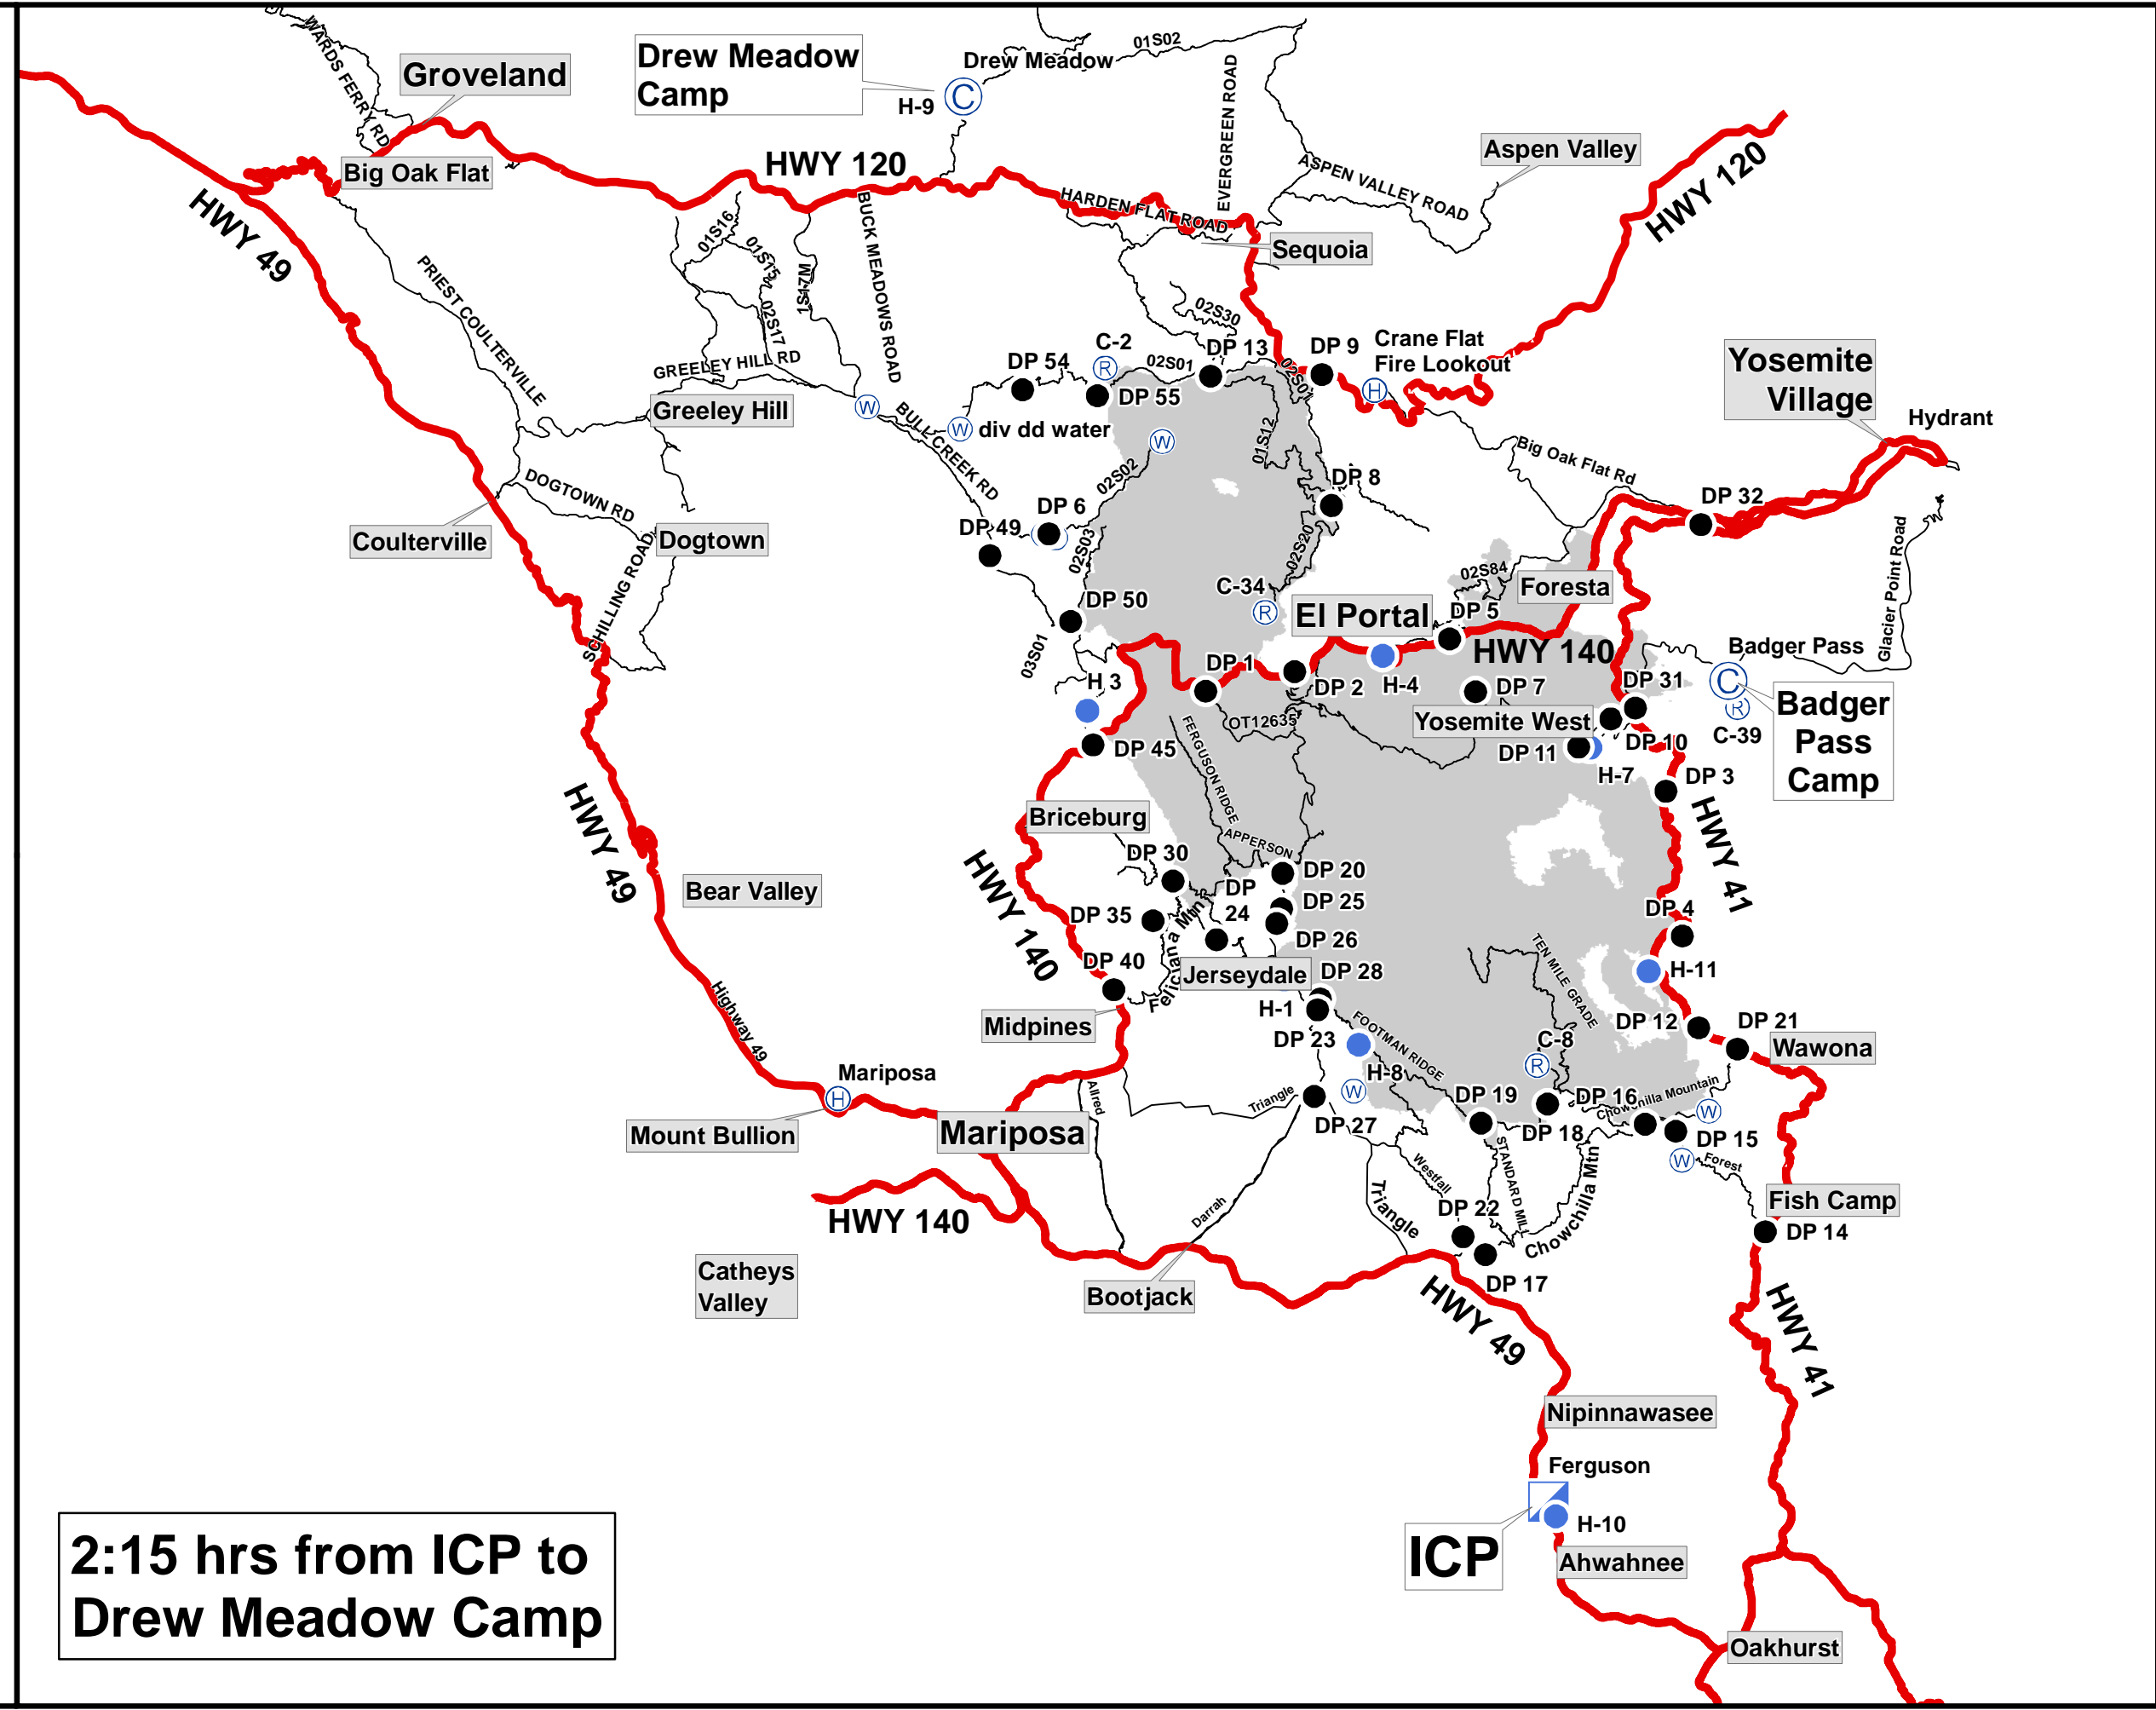 WARDS FERRY RD
Groveland
Drew Meadow
Camp
Drew Meadow
H-9
C
01S02
EVERGREEN ROAD
Aspen Valley
ASPEN VALLEY ROAD
HWY 120
Big Oak Flat
HWY 120
HARDEN FLAT ROAD
Sequoia
HWY 49
PRIEST COULTERVILLE
01S16
01S15
02S17
1S17M
BUCK MEADOWS ROAD
02S30
GREELEY HILL RD
Greeley Hill
DP 54
C-2
R
02S01
DP 13
DP 9
Crane Flat
Fire Lookout
H
DP 55
W
BULL CREEK RD
W
div dd water
W
01S12
Yosemite
Village
Hydrant
Big Oak Flat Rd
DOGTOWN RD
Coulterville
Dogtown
SCHILLING ROAD
DP 49
DP 6
02S02
02S03
DP 8
02S20
DP 32
Glacier Point Road
02S84
Foresta
C-34
R
El Portal
DP 5
DP 50
03S01
HWY 140
H 3
DP 1
DP 2
H-4
DP 7
DP 31
Badger Pass
C
R
C-39
Badger
Pass
Camp
OT12635
FERGUSON RIDGE
Yosemite West
DP 10
DP 11
H-7
DP 45
DP 3
HWY 41
Briceburg
HWY 49
HWY 140
APPERSON
DP 30
DP 20
DP
24
DP 25
DP 26
DP 35
Feliciana Mtn
Bear Valley
DP 40
Jerseydale
DP 28
H-1
DP 4
H-11
TEN MILE GRADE
Midpines
DP 23
FOOTMAN RIDGE
DP 12
DP 21
Wawona
Highway 49
C-8
R
H-8
W
Mariposa
H
Mount Bullion
Mariposa
Allred
Triangle
DP 27
DP 19
DP 18
DP 16
Chowchilla Mountain
W
DP 15
W
Forest
Westfall
STANDARD MILL
Chowchilla Mtn
Triangle
Darrah
HWY 140
DP 22
DP 17
Fish Camp
DP 14
Catheys
Valley
Bootjack
HWY 49
HWY 41
Nipinnawasee
Ferguson
H-10
ICP
Ahwahnee
Oakhurst
2:15 hrs from ICP to
Drew Meadow Camp